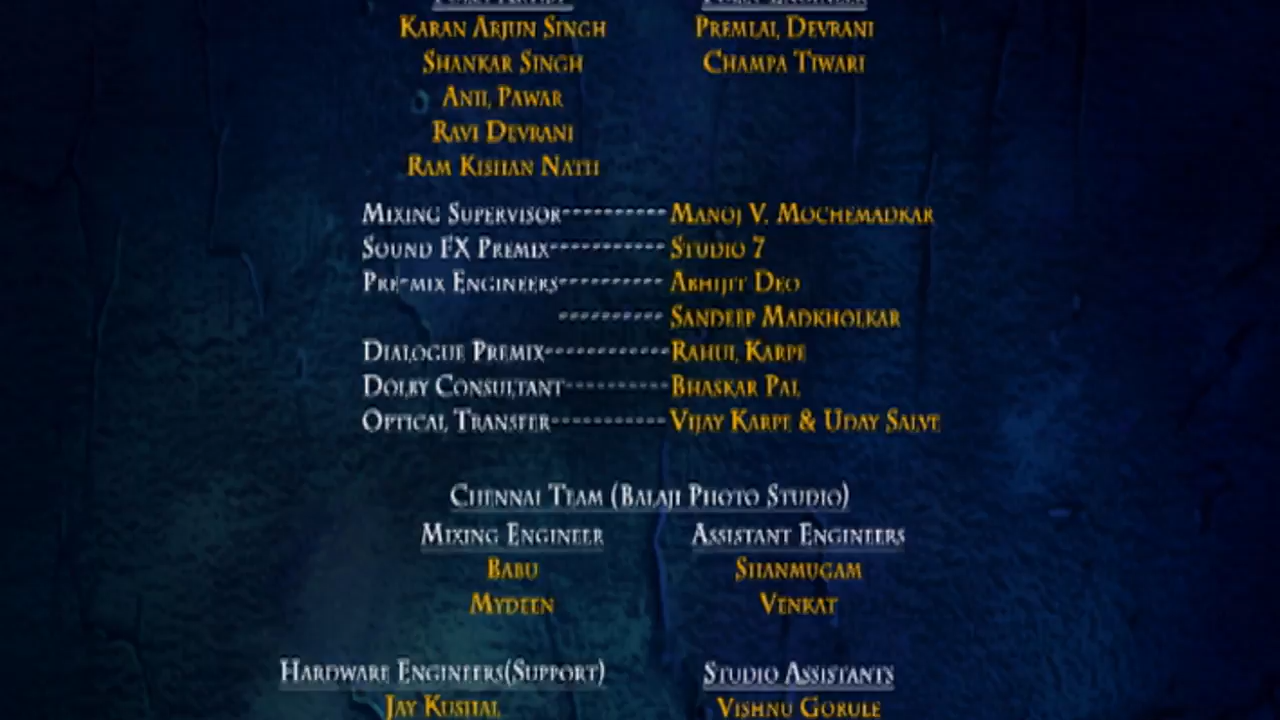 Karan Arjun Singh Premlal Devrani
Shankar Singh Champa Tiwari
Anil Pawar
Ravi Devrani
Ram Kishan Nath
Mixing Supervisor---------- Manoj V. Mochemadkar
Sound FX Premix----------- Studio 7
Pre-mix Engineers---------- Abhijit Deo
---------- Sandeep Madkholkar
Dialogue Premix------------ Rahul Karpe
Dolby Consultant---------- Bhaskar Pal
Optical Transfer----------- Vijay Karpe & Uday Salve
Chennai Team (Balaji Photo Studio)
Mixing Engineer Assistant Engineers
Babu Shanmugam
Mydeen Venkat
Hardware Engineers(Support) Studio Assistants
Jay Kushal Vishnu Gorule